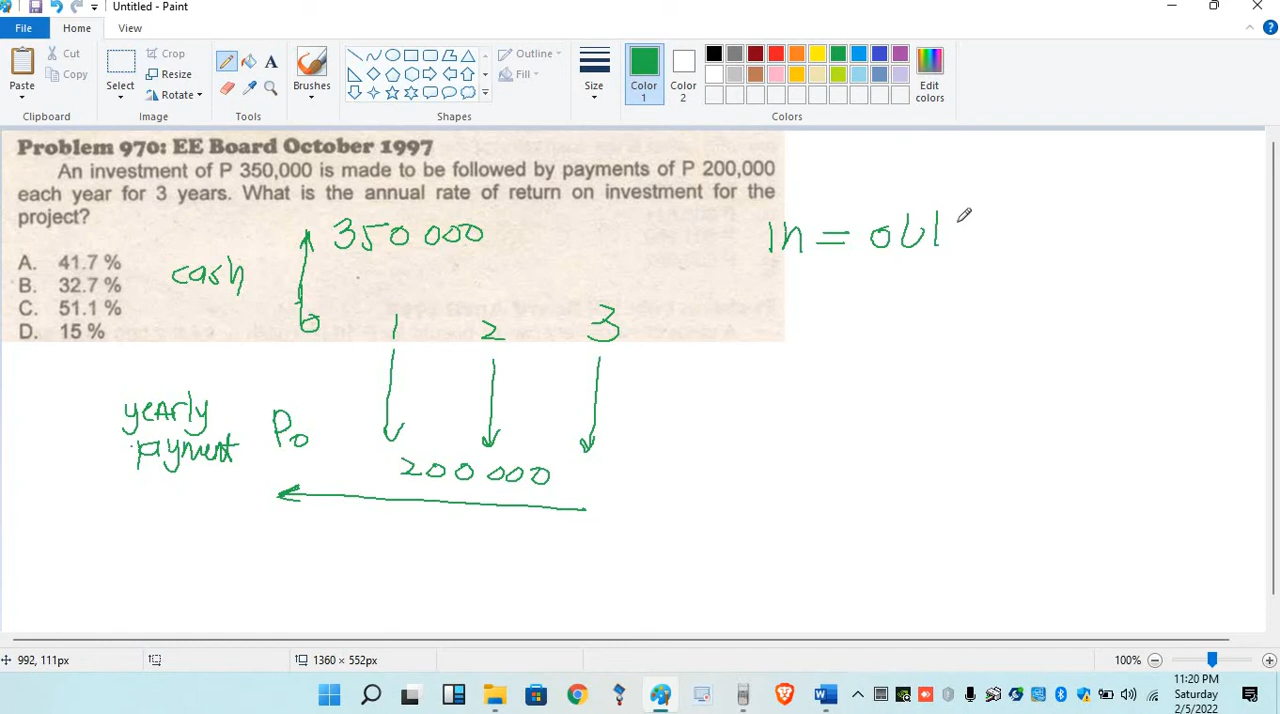 Untitled - Paint
File Home View
Paste
Cut
Copy
Clipboard
Select
Crop
Resize
Rotate
Image
A
Tools
Brushes
Outline
Fill
Shapes
Size
Color
1
Color
2
Edit
colors
Colors
Problem 970: EE Board October 1997
An investment of P 350,000 is made to be followed by payments of P 200,000
each year for 3 years. What is the annual rate of return on investment for the
project?
A. 41.7 %
B. 32.7 %
C. 51.1 %
D. 15 %
350 000
cash
0 1 2 3
in = out
yearly
payment
P0
200 000
992, 111px
1360 × 552px
100%
W
11:20 PM
Saturday
2/5/2022